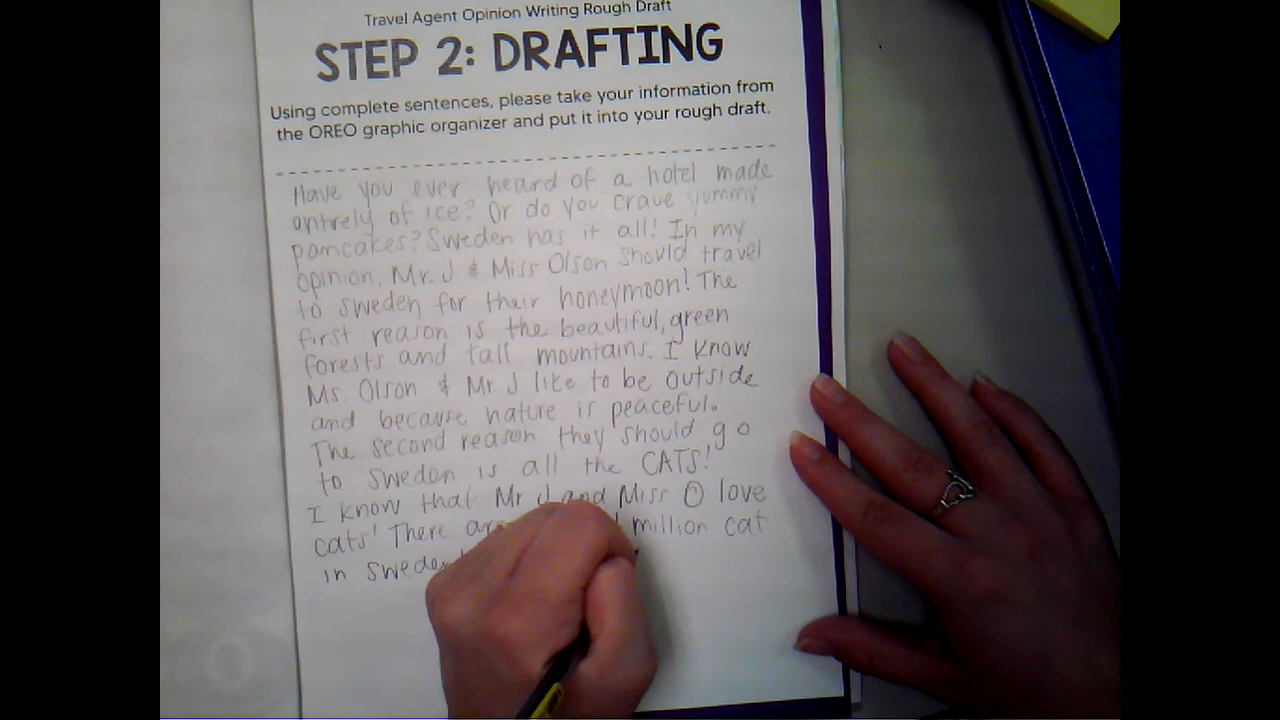 Travel Agent Opinion Writing Rough Draft
STEP 2: DRAFTING
Using complete sentences, please take your information from
the OREO graphic organizer and put it into your rough draft.
Have you ever heard of a hotel made
entirely of ice? Or do you crave yummy
pancakes? Sweden has it all! In my
opinion, Mr. J & Miss Olson should travel
to sweden for their honeymoon! The
first reason is the beautiful, green
forests and tall mountains. I know
Ms. Olson & Mr. J like to be outside
and because nature is peaceful.
The second reason they should go
to sweden is all the CATS!
I know that Mr J and Miss O love
cats! There million cat
in Sweden